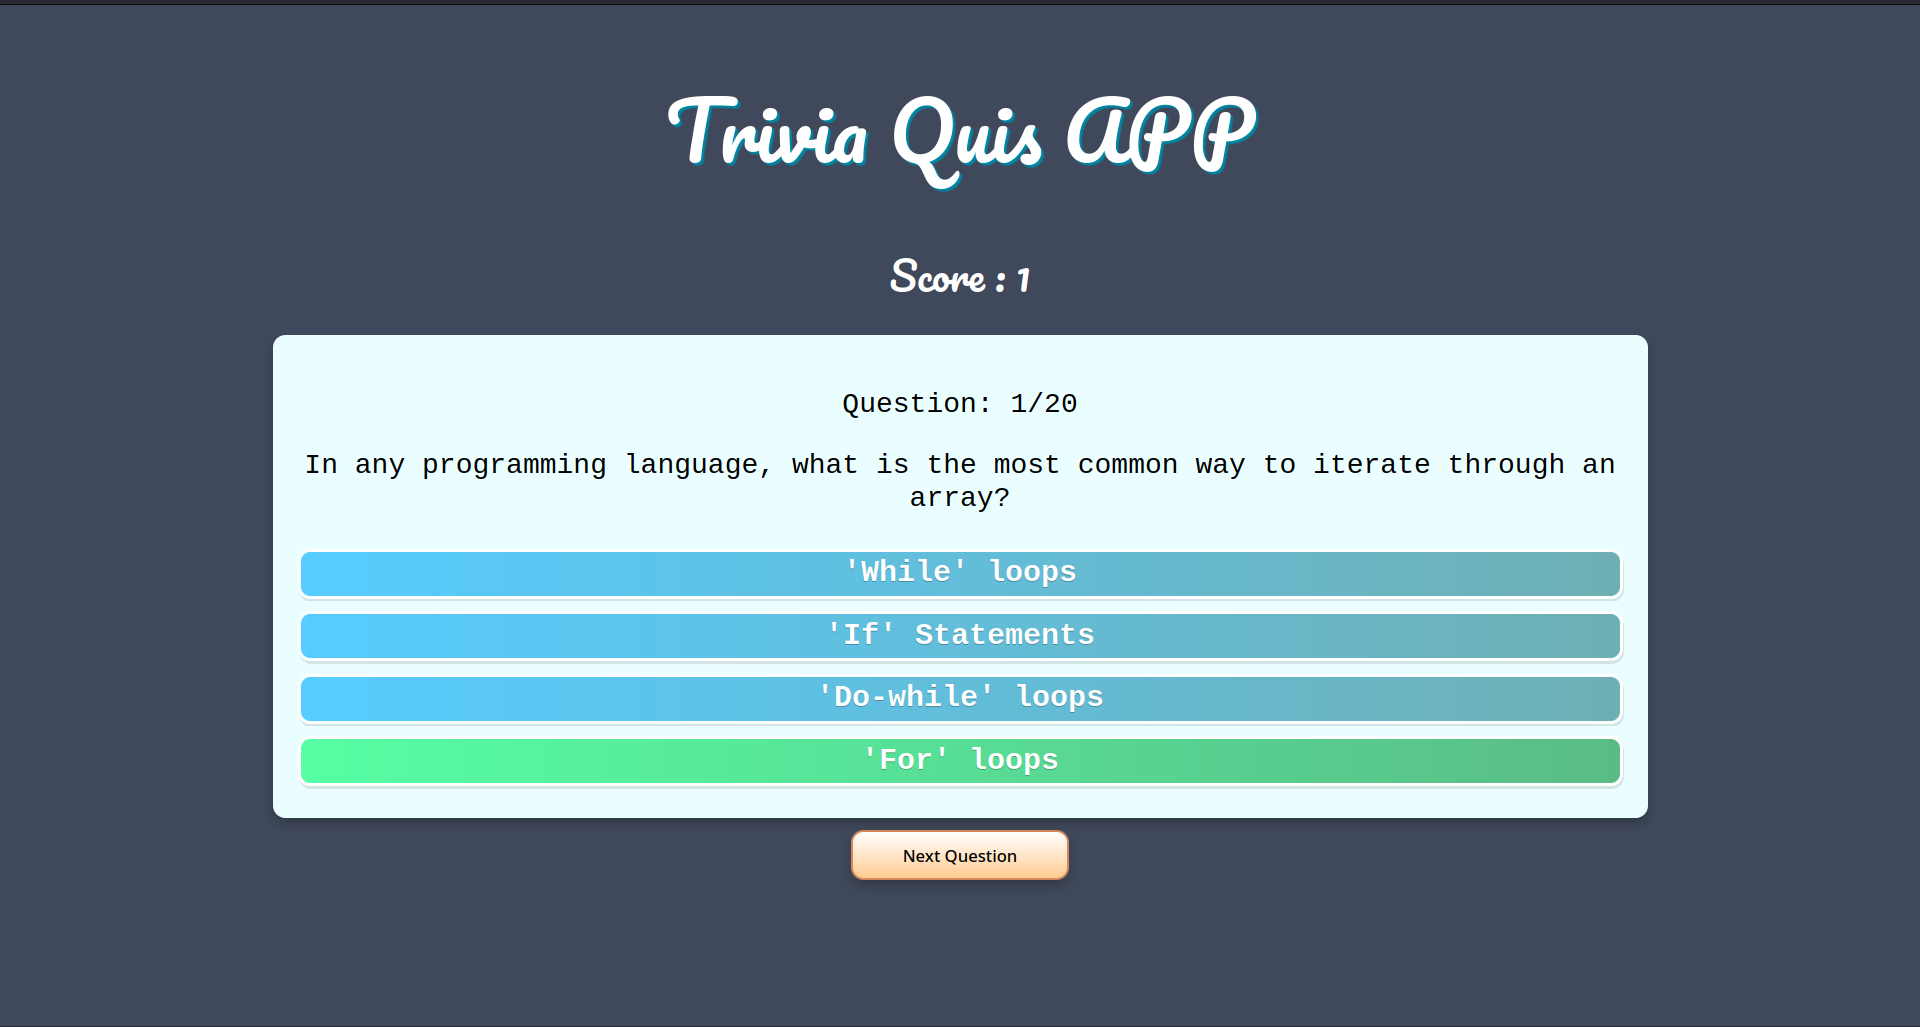 Trivia Quis APP
Score : 1
Question: 1/20
In any programming language, what is the most common way to iterate through an
array?
'While' loops
'If' Statements
'Do-while' loops
'For' loops
Next Question